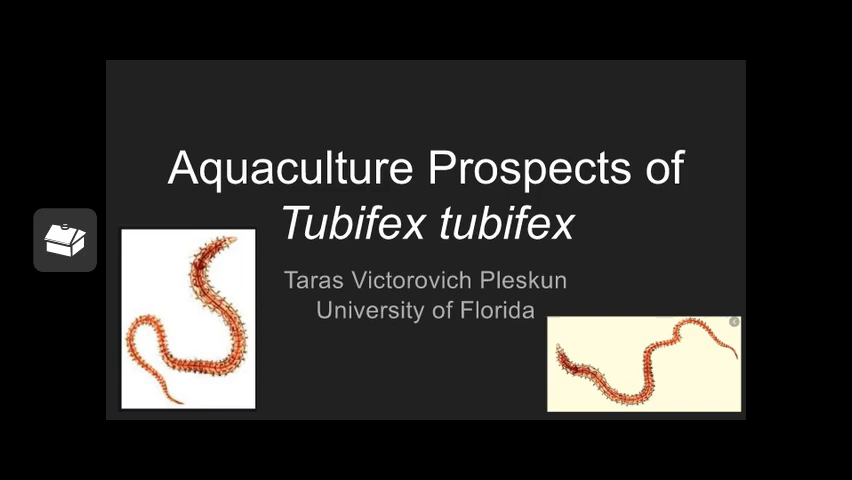 Aquaculture Prospects of
Tubifex tubifex
Taras Victorovich Pleskun
University of Florida